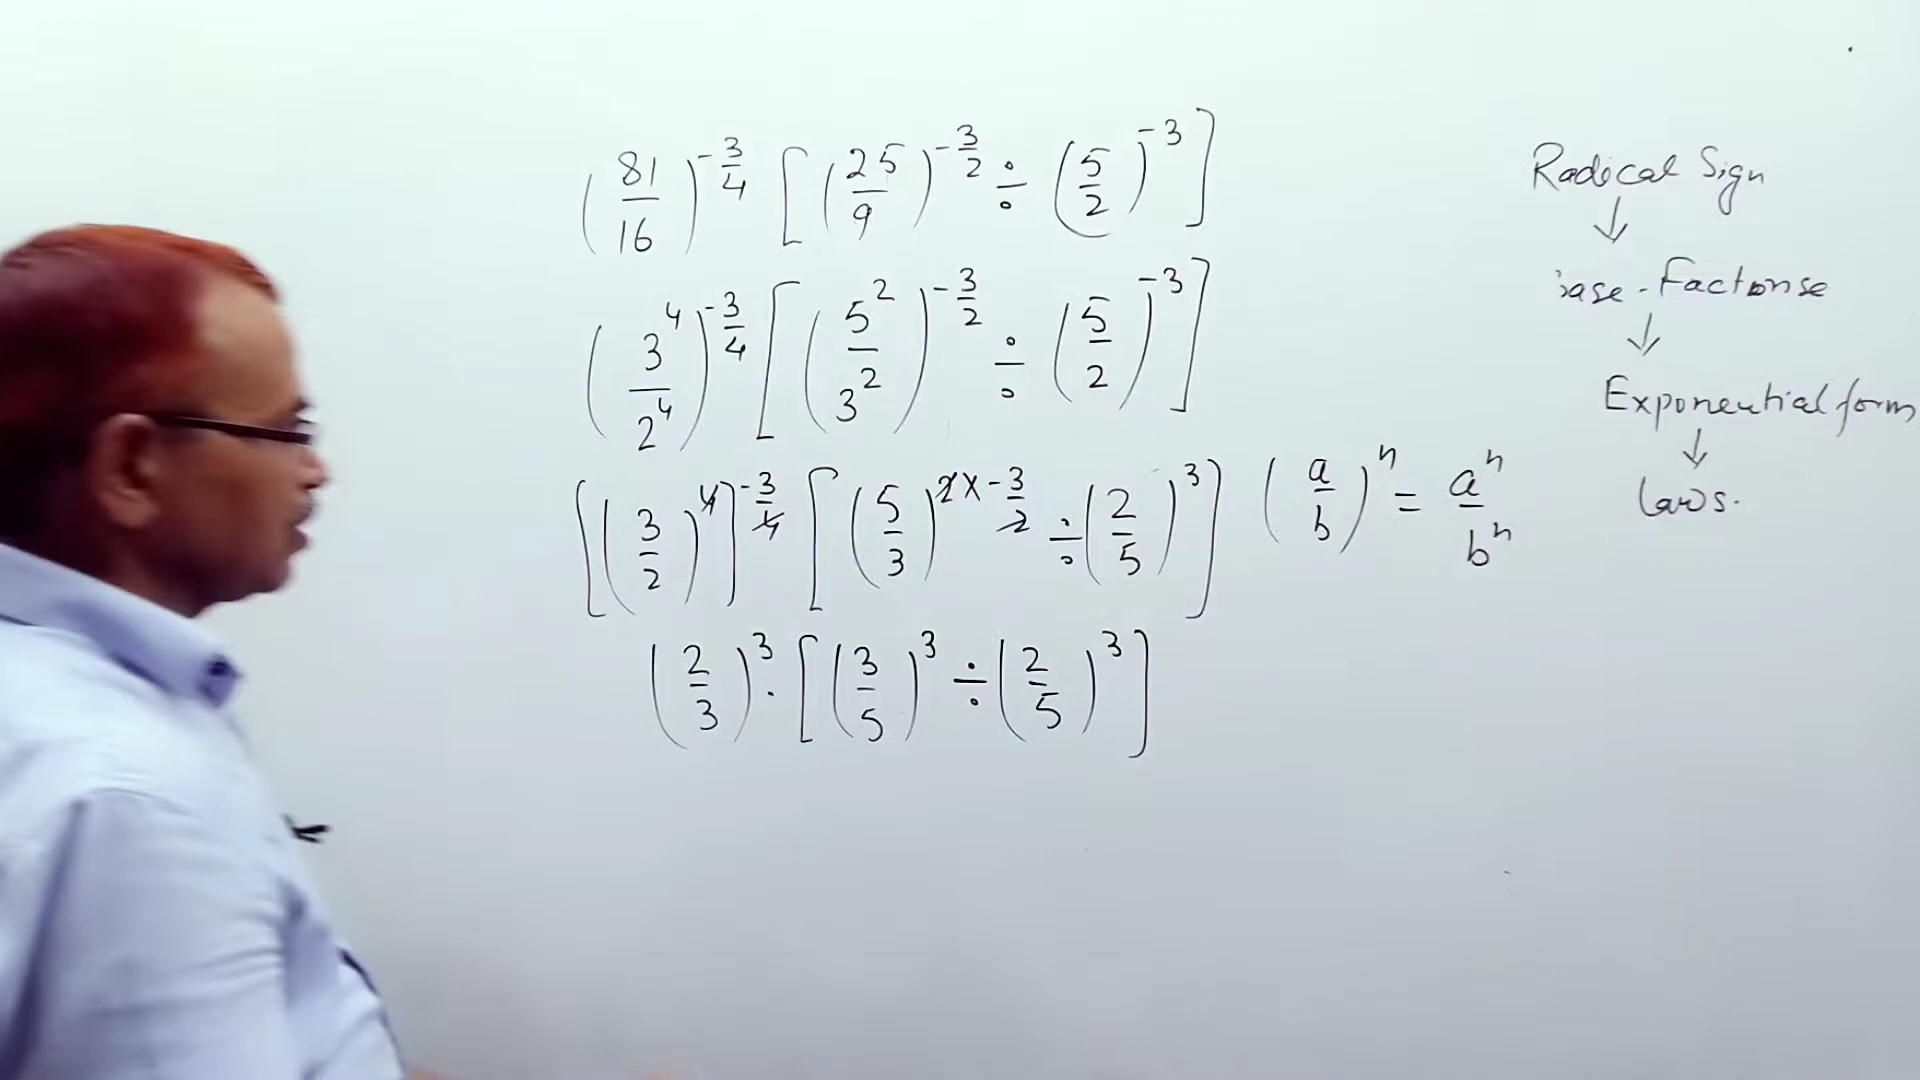 (81/16)^{-3/4} [(25/9)^{-3/2} ÷ (5/2)^{-3}]
(3^4/2^4)^{-3/4} [(5^2/3^2)^{-3/2} ÷ (5/2)^{-3}]
[(3/2)^4]^{-3/4} [(5/3)^{2x-3/2} ÷ (2/5)^3] (a/b)^n = a^n/b^n
(2/3)^3 . [(3/5)^3 ÷ (2/5)^3]
Radical Sign
↓
ase - Factorise
↓
Exponential form
↓
laws.